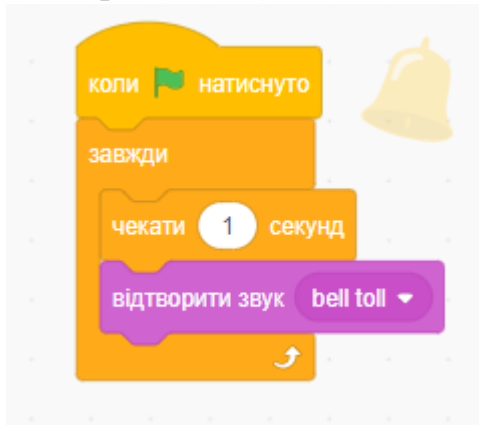 коли натиснуто
завжди
чекати 1 секунд
відтворити звук bell toll